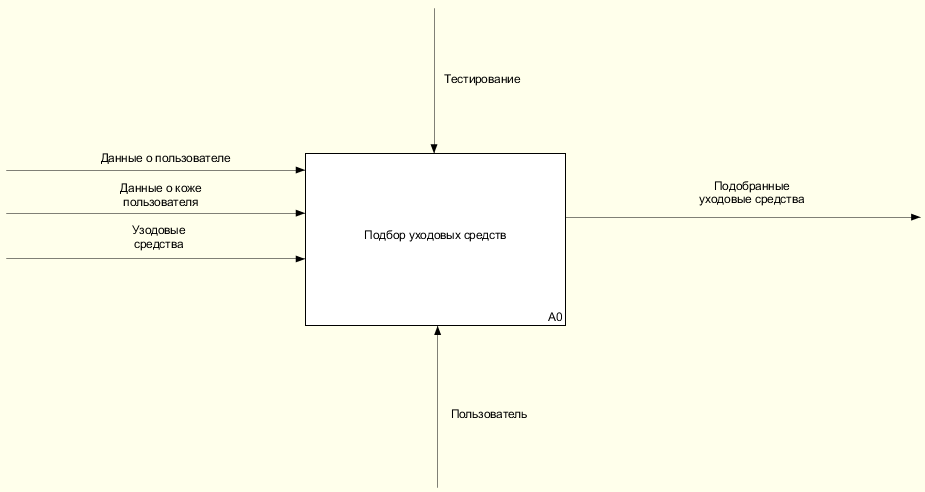 Тестирование
Данные о пользователе
Данные о коже
пользователя
Узодовые
средства
Подбор уходовых средств
Подобранные
уходовые средства
A0
Пользователь